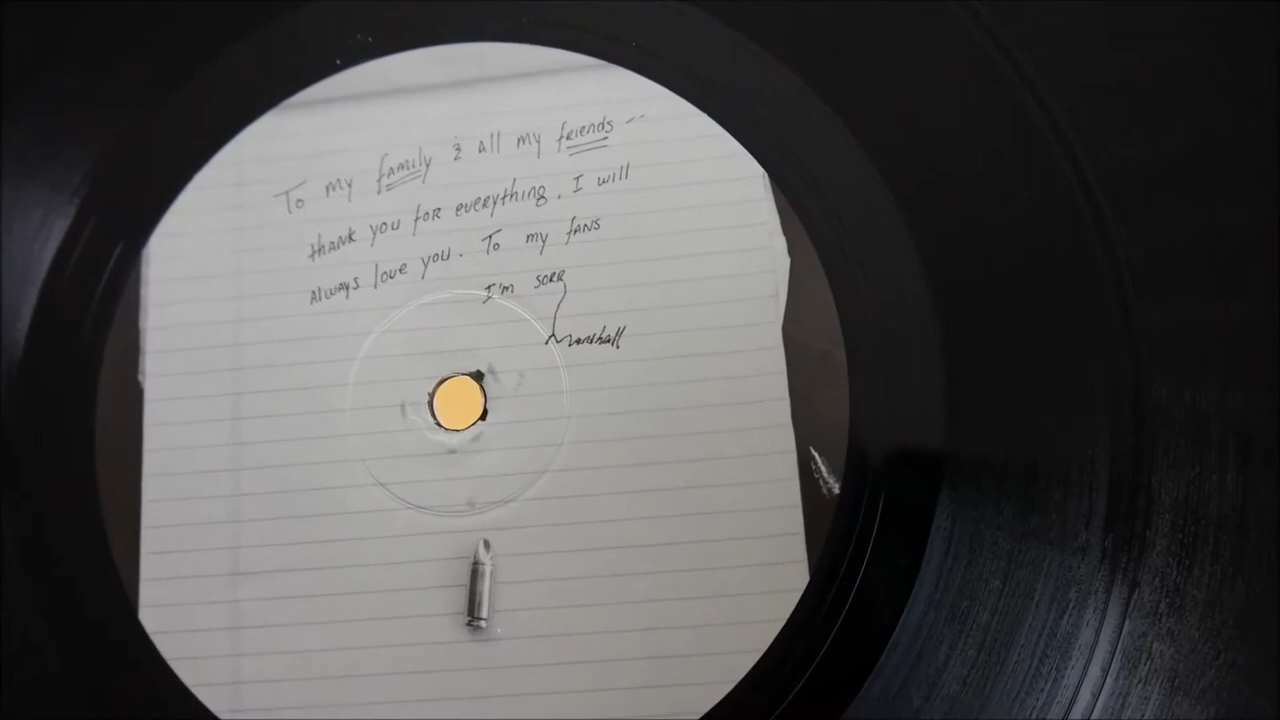 To my family & all my friends --
thank you for everything. I will
always love you. To my fans
I'm sorr
Marshall